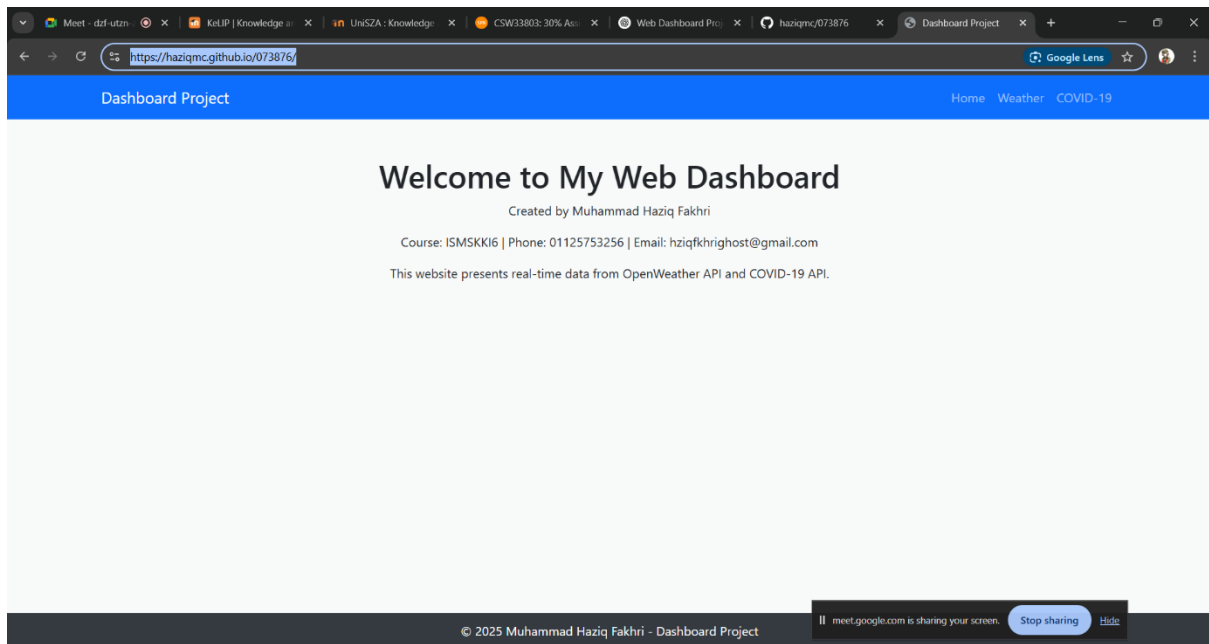 Meet - dzf-utzn-
KeLIP | Knowledge a
UniSZA : Knowledge
CSW33803: 30% Ass
Web Dashboard Proj
haziqmc/073876
Dashboard Project
https://haziqmc.github.io/073876/
Google Lens
Dashboard Project
Home Weather COVID-19
Welcome to My Web Dashboard
Created by Muhammad Haziq Fakhri
Course: ISMSKKI6 | Phone: 01125753256 | Email: hziqfkhrighost@gmail.com
This website presents real-time data from OpenWeather API and COVID-19 API.
meet.google.com is sharing your screen. Stop sharing Hide
© 2025 Muhammad Haziq Fakhri - Dashboard Project